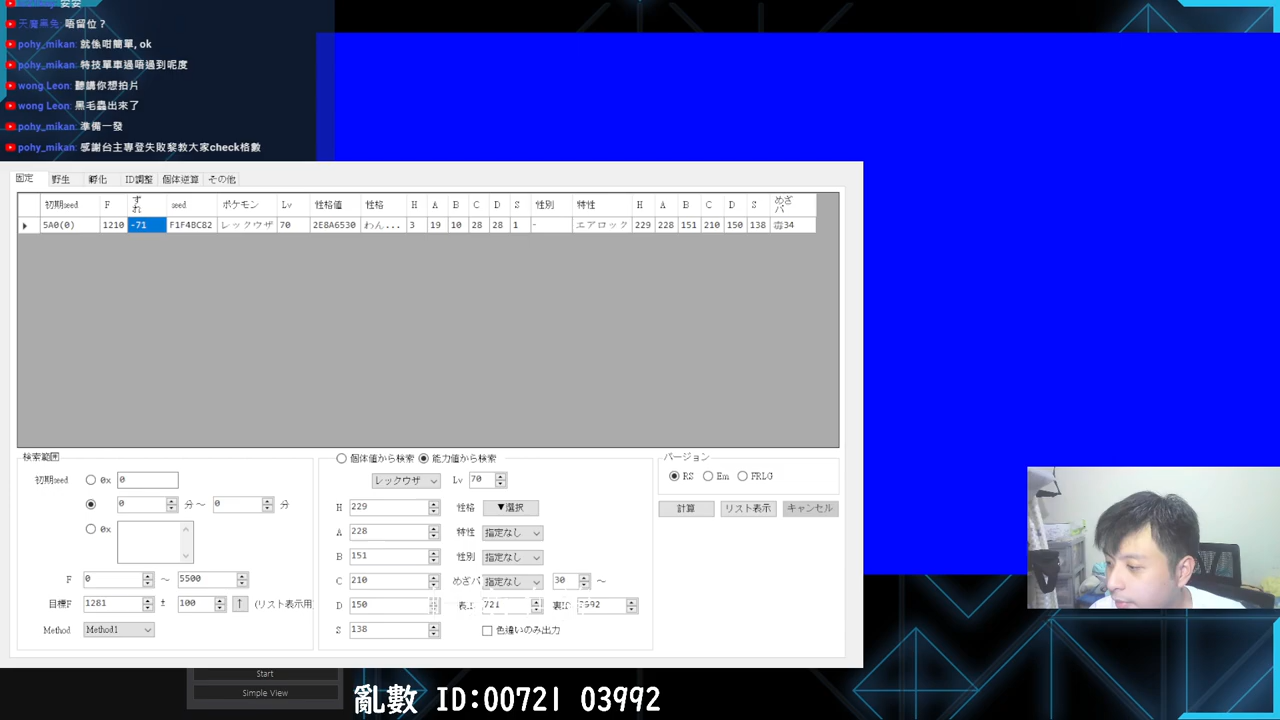 安安
天魔黑兔: 唔留位？
pohy_mikan: 就係咁簡單, ok
pohy_mikan: 特技單車過唔過到呢度
wong Leon: 聽講你想拍片
wong Leon: 黑毛蟲出來了
pohy_mikan: 準備一發
pohy_mikan: 感謝台主專登失敗黎教大家check格數
固定 野生 孵化 ID調整 個体逆算 その他
初期seed F ずれ seed ポケモン Lv 性格値 性格 H A B C D S 性別 特性 H A B C D S めざパ
5A0(0) 1210 -71 F1F4BC82 レックウザ 70 2E8A6530 わん... 3 19 10 28 28 1 - エアロック 229 228 151 210 150 138 毒34
検索範囲
初期seed 0x 0
0 分～ 0 分
0x
F 0 ～ 5500
目標F 1281 ± 100 ↑ (リスト表示用
Method Method1
個体値から検索 能力値から検索
レックウザ Lv 70
H 229 性格 ▼選択
A 228 特性 指定なし
B 151 性別 指定なし
C 210 めざパ 指定なし 30 ～
D 150 721
S 138 色違いのみ出力
バージョン
RS Em FRLG
計算 リスト表示 キャンセル
Start
Simple View
亂數 ID:00721 03992